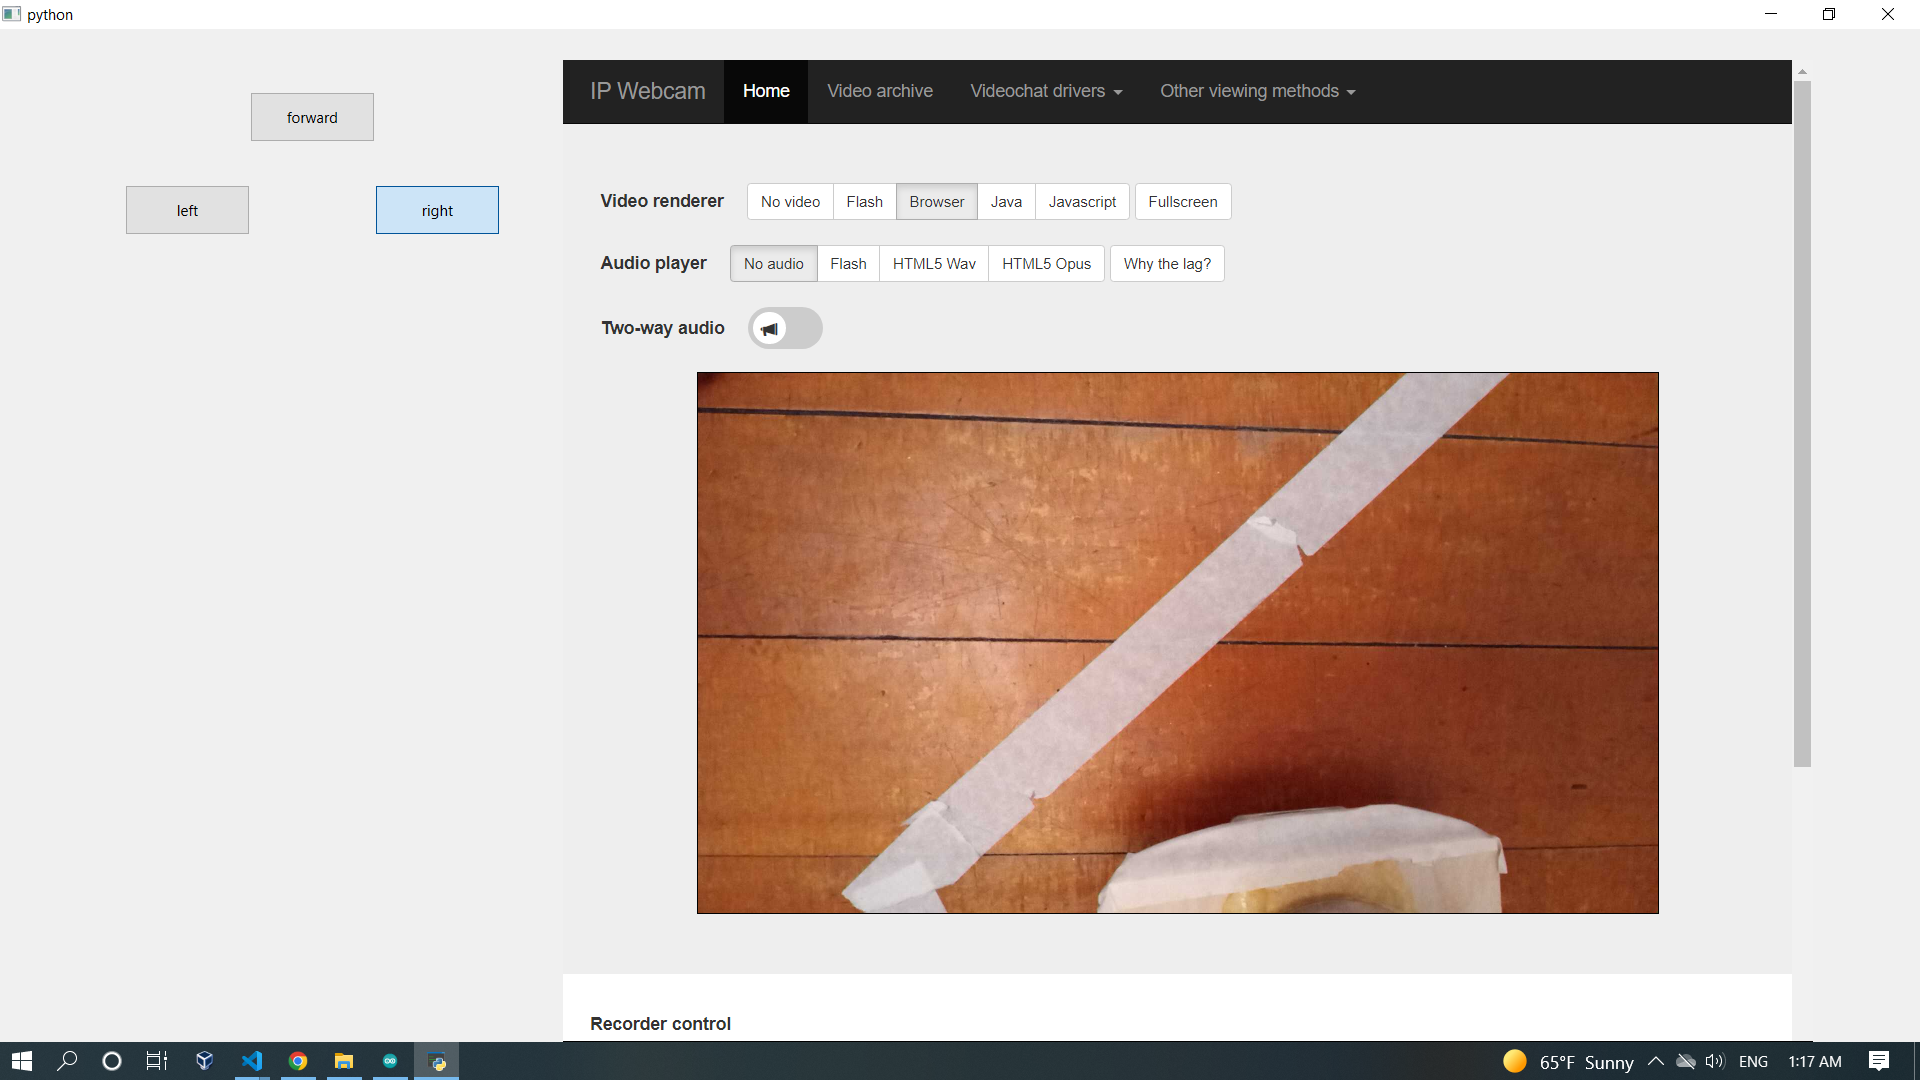 python
forward
left
right
IP Webcam Home Video archive Videochat drivers Other viewing methods
Video renderer No video Flash Browser Java Javascript Fullscreen
Audio player No audio Flash HTML5 Wav HTML5 Opus Why the lag?
Two-way audio
Recorder control
65°F Sunny ENG 1:17 AM